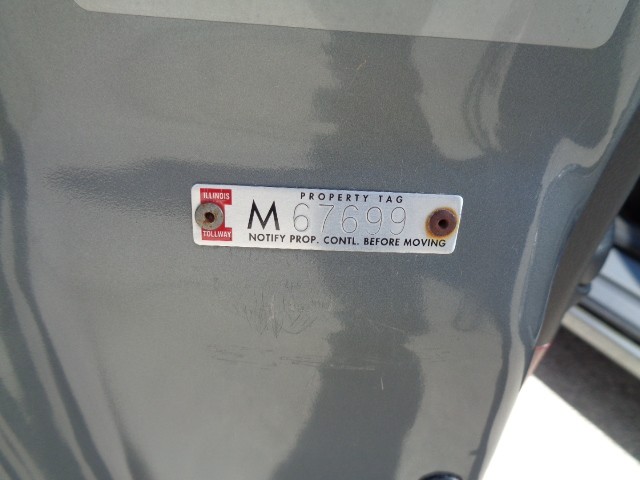 PROPERTY TAG
ILLINOIS
M 67699
TOLLWAY
NOTIFY PROP. CONTL. BEFORE MOVING